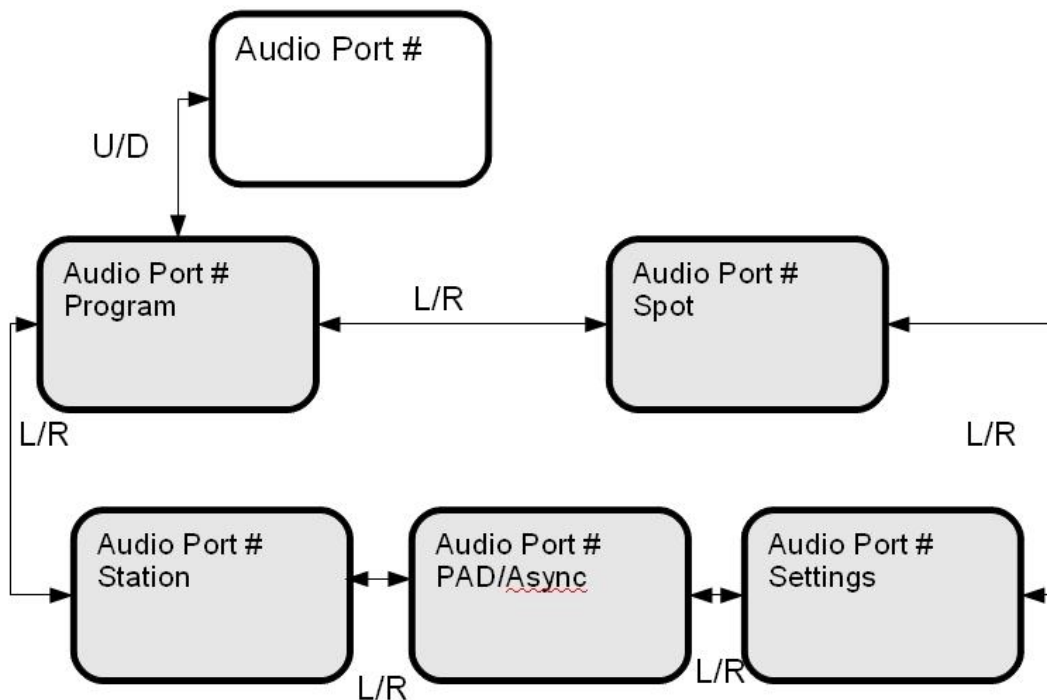 Audio Port #
U/D
Audio Port #
Program
L/R
Audio Port #
Spot
L/R
L/R
Audio Port #
Station
Audio Port #
PAD/Async
Audio Port #
Settings
L/R
L/R